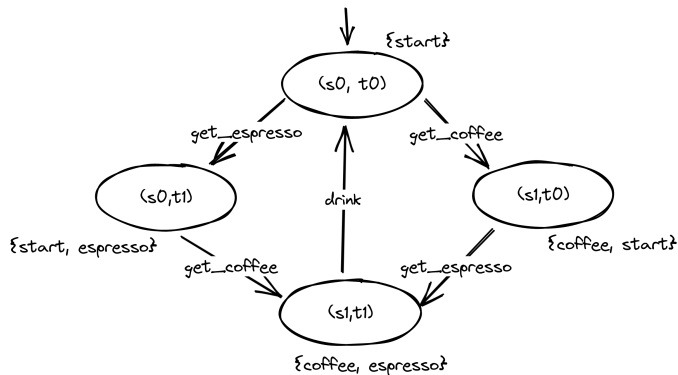 {start}
(s0, t0)
get_espresso
get_coffee
(s0,t1)
drink
(s1,t0)
{start, espresso}
{coffee, start}
get_coffee
get_espresso
(s1,t1)
{coffee, espresso}